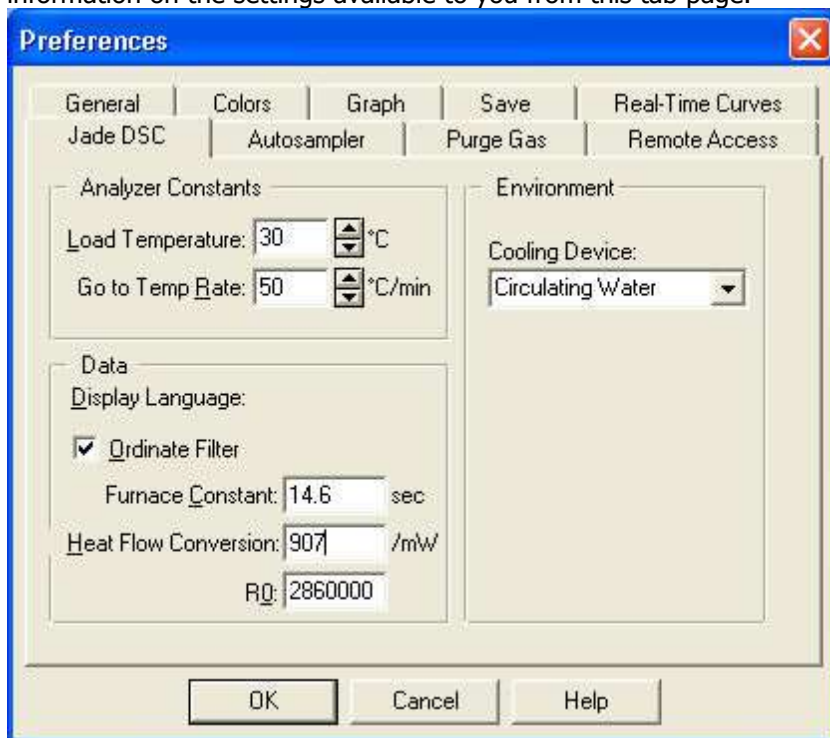 information on the settings available to you from this tab page.
Preferences
General Colors Graph Save Real-Time Curves
Jade DSC Autosampler Purge Gas Remote Access
Analyzer Constants
Load Temperature: 30 °C
Go to Temp Rate: 50 °C/min
Environment
Cooling Device:
Circulating Water
Data
Display Language:
Ordinate Filter
Furnace Constant: 14.6 sec
Heat Flow Conversion: 907 /mW
R0: 2860000
OK Cancel Help